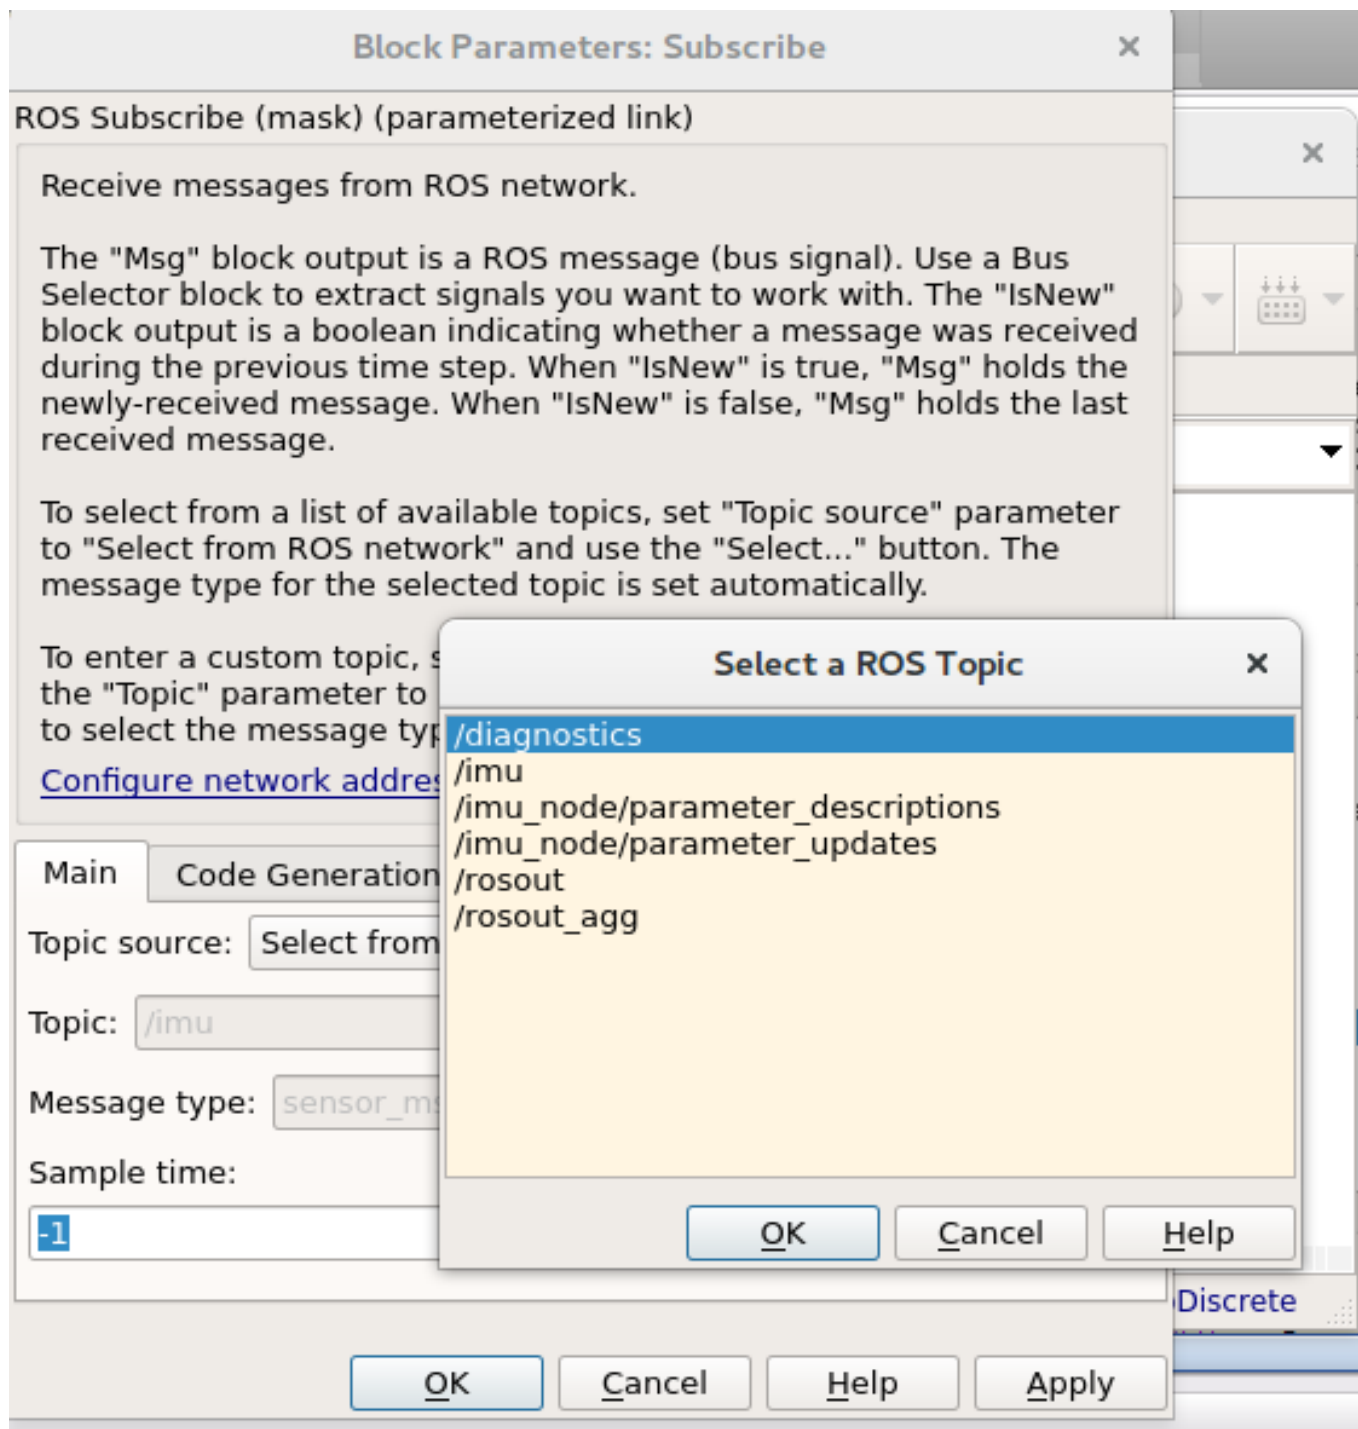 Block Parameters: Subscribe
ROS Subscribe (mask) (parameterized link)
Receive messages from ROS network.
The "Msg" block output is a ROS message (bus signal). Use a Bus
Selector block to extract signals you want to work with. The "IsNew"
block output is a boolean indicating whether a message was received
during the previous time step. When "IsNew" is true, "Msg" holds the
newly-received message. When "IsNew" is false, "Msg" holds the last
received message.
To select from a list of available topics, set "Topic source" parameter
to "Select from ROS network" and use the "Select..." button. The
message type for the selected topic is set automatically.
To enter a custom topic,
the "Topic" parameter to
to select the message
Configure network
Select a ROS Topic
/diagnostics
/imu
/imu_node/parameter_descriptions
/imu_node/parameter_updates
/rosout
/rosout_agg
OK Cancel Help
Main Code Generation
Topic source: Select from
Topic: /imu
Message type:
Sample time:
-1
Discrete
OK Cancel Help Apply